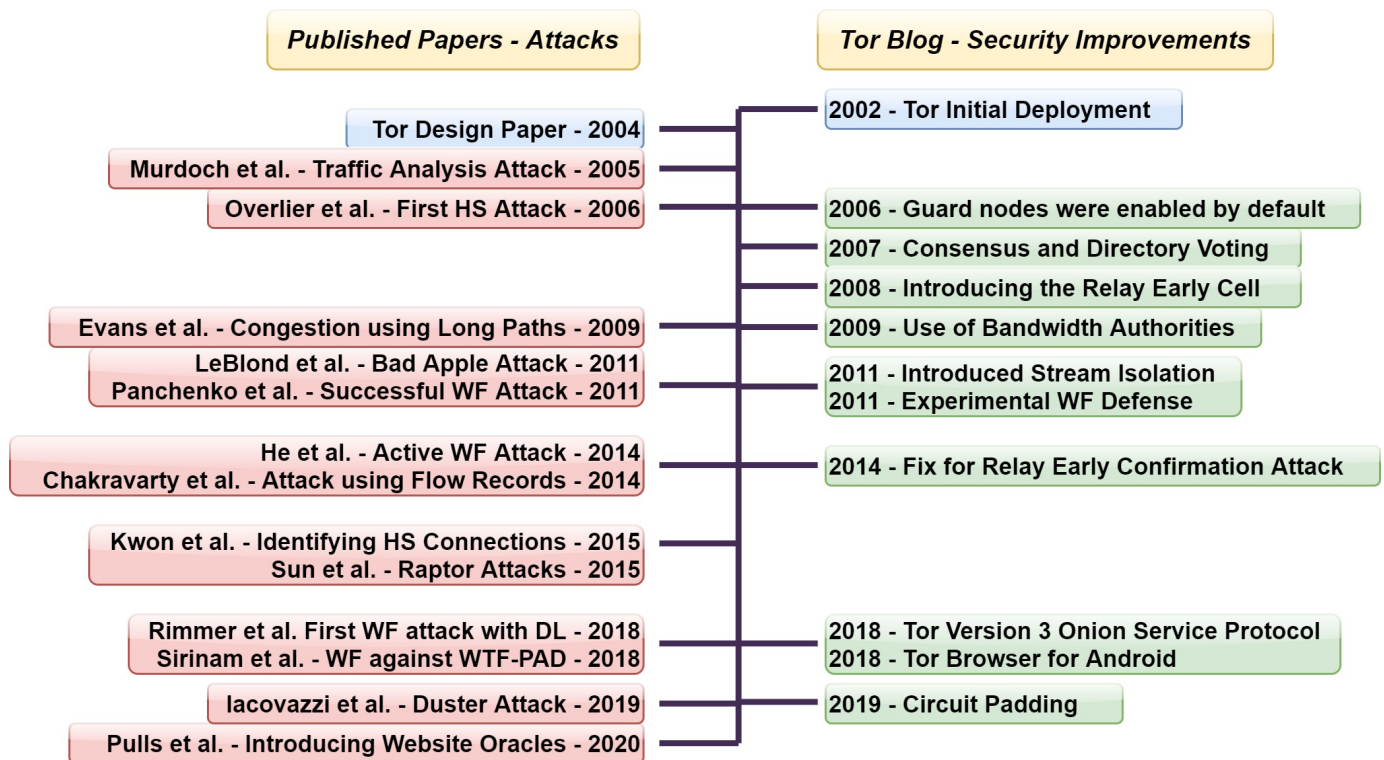 Published Papers - Attacks
Tor Blog - Security Improvements
2002 - Tor Initial Deployment
Tor Design Paper - 2004
Murdoch et al. - Traffic Analysis Attack - 2005
Overlier et al. - First HS Attack - 2006
2006 - Guard nodes were enabled by default
2007 - Consensus and Directory Voting
2008 - Introducing the Relay Early Cell
Evans et al. - Congestion using Long Paths - 2009
2009 - Use of Bandwidth Authorities
LeBlond et al. - Bad Apple Attack - 2011
Panchenko et al. - Successful WF Attack - 2011
2011 - Introduced Stream Isolation
2011 - Experimental WF Defense
He et al. - Active WF Attack - 2014
Chakravarty et al. - Attack using Flow Records - 2014
2014 - Fix for Relay Early Confirmation Attack
Kwon et al. - Identifying HS Connections - 2015
Sun et al. - Raptor Attacks - 2015
Rimmer et al. First WF attack with DL - 2018
Sirinam et al. - WF against WTF-PAD - 2018
2018 - Tor Version 3 Onion Service Protocol
2018 - Tor Browser for Android
Iacovazzi et al. - Duster Attack - 2019
2019 - Circuit Padding
Pulls et al. - Introducing Website Oracles - 2020